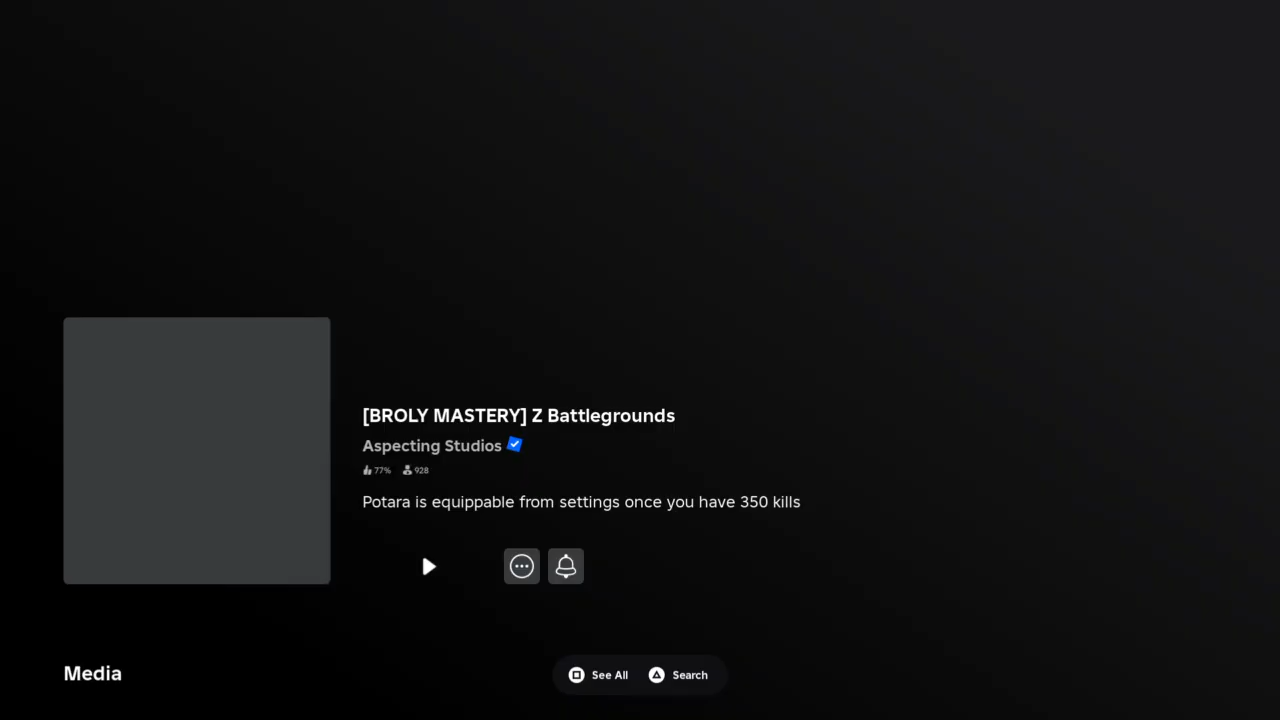 [BROLY MASTERY] Z Battlegrounds
Aspecting Studios
77% 928
Potara is equippable from settings once you have 350 kills
Media
See All Search